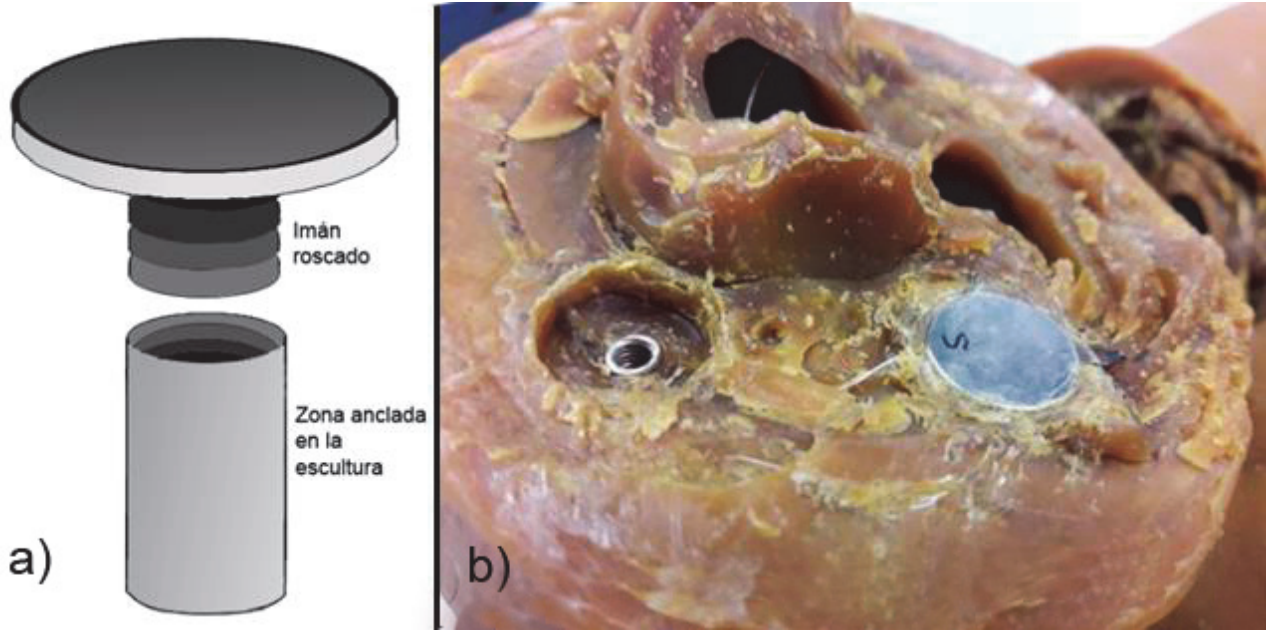 Imán
roscado
Zona anclada
en la
escultura
a)
S
b)